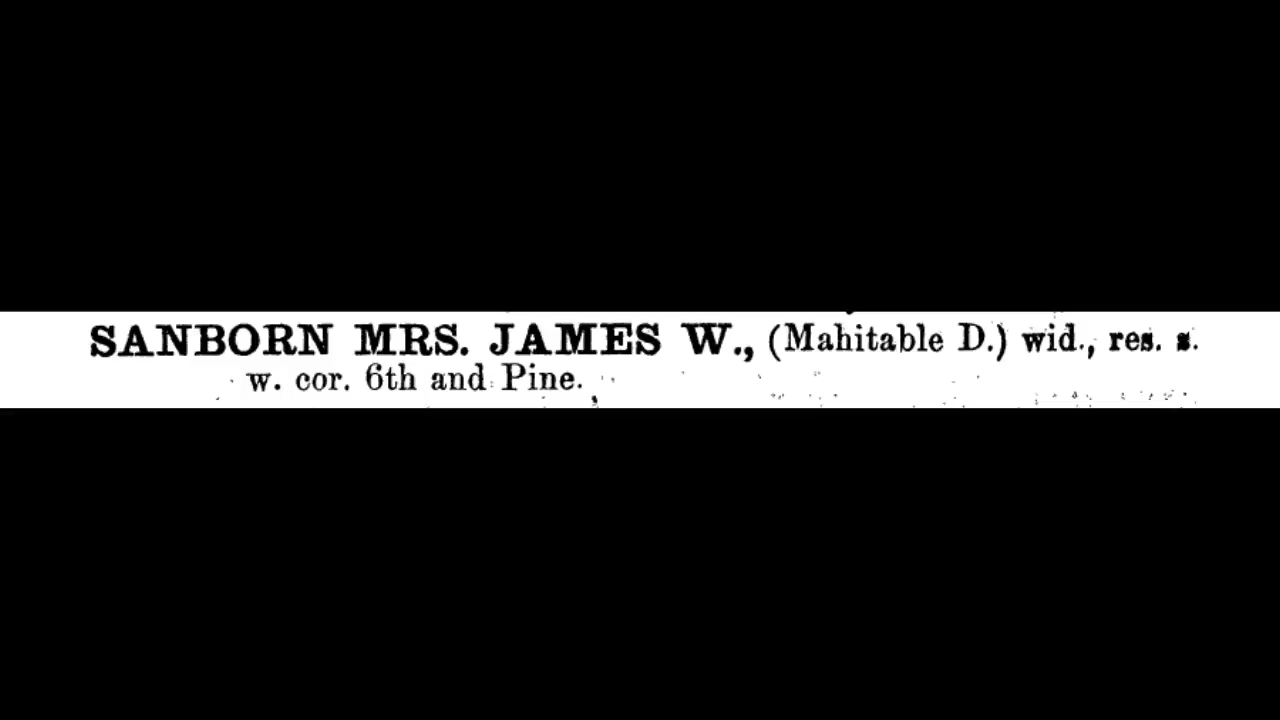 SANBORN MRS. JAMES W., (Mahitable D.) wid., res. s.
w. cor. 6th and Pine.